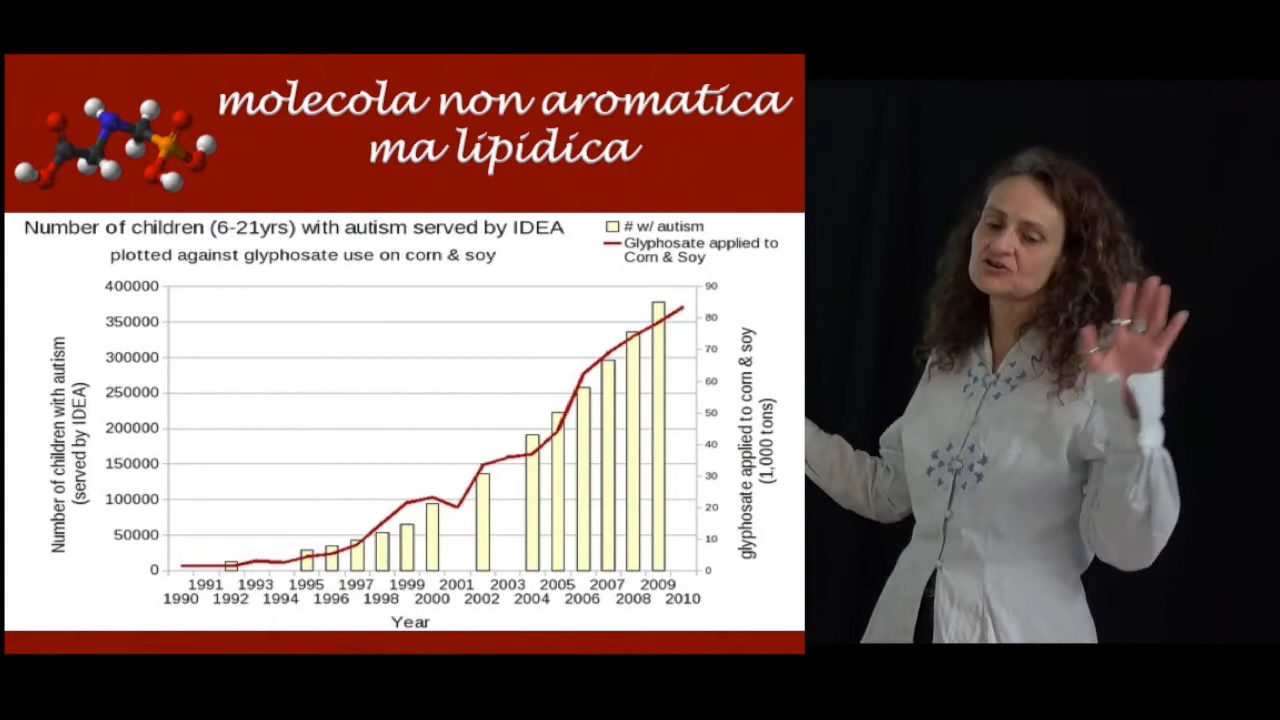 molecola non aromatica
ma lipidica
Number of children (6-21yrs) with autism served by IDEA
plotted against glyphosate use on corn & soy
# w/ autism
Glyphosate applied to
Corn & Soy
400000
350000
300000
250000
200000
150000
100000
50000
0
90
80
70
60
50
40
30
20
10
0
Number of children with autism
(served by IDEA)
glyphosate applied to corn & soy
(1,000 tons)
1991 1993 1995 1997 1999 2001 2003 2005 2007 2009
1990 1992 1994 1996 1998 2000 2002 2004 2006 2008 2010
Year